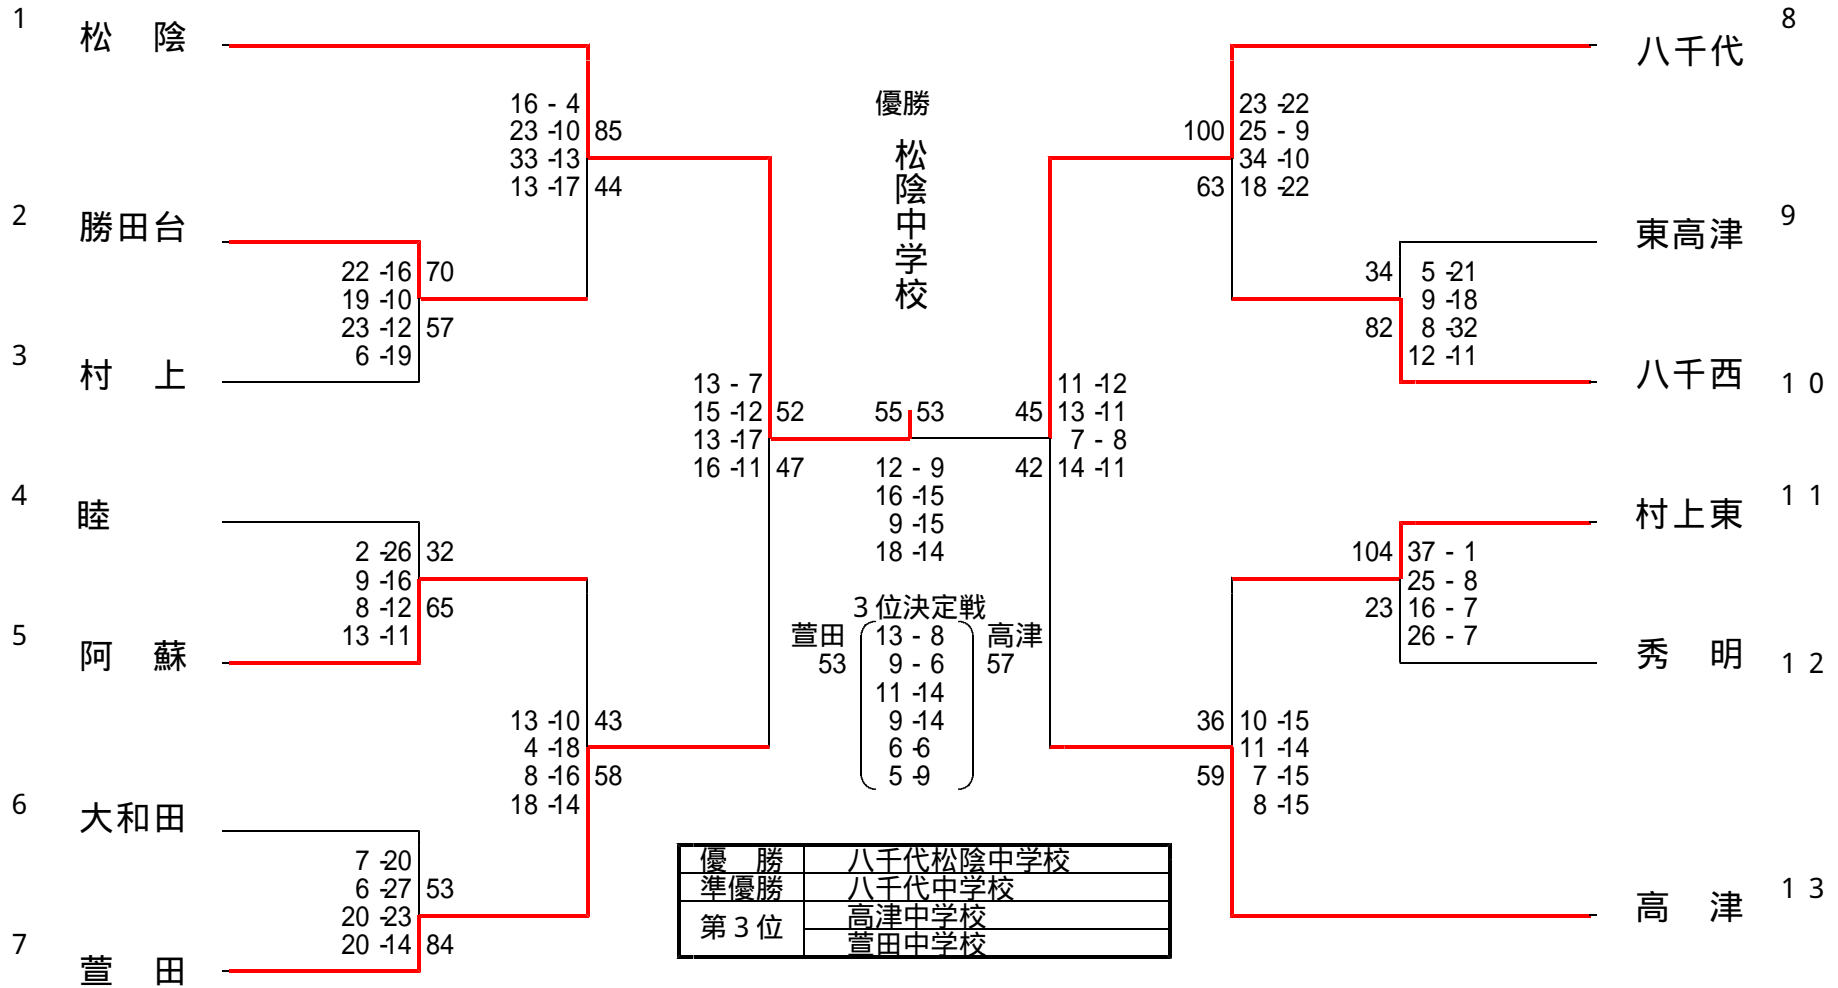 1
松　陰
16 - 4
23 -10 85
33 -13
13 -17 44
2
勝田台
22 -16 70
19 -10
23 -12 57
6 -19
3
村　上
13 - 7
15 -12 52
13 -17
16 -11 47
4
睦
2 -26 32
9 -16
8 -12 65
13 -11
5
阿　蘇
13 -10 43
4 -18
8 -16 58
18 -14
6
大和田
7 -20
6 -27 53
20 -23
20 -14 84
7
萱　田
優勝
松陰中学校
55 53
12 - 9
16 -15
9 -15
18 -14
3位決定戦
萱田 13 - 8 高津
53 9 - 6 57
11 -14
9 -14
6 -6
5 -9
8
八千代
23 -22
100 25 - 9
34 -10
63 18 -22
9
東高津
34 5 -21
9 -18
82 8 -32
12 -11
八千西 10
11 -12
45 13 -11
7 - 8
42 14 -11
11
村上東
104 37 - 1
25 - 8
23 16 - 7
26 - 7
秀　明 12
36 10 -15
11 -14
59 7 -15
8 -15
高　津 13
優　勝 八千代松陰中学校
準優勝 八千代中学校
第3位 高津中学校
萱田中学校